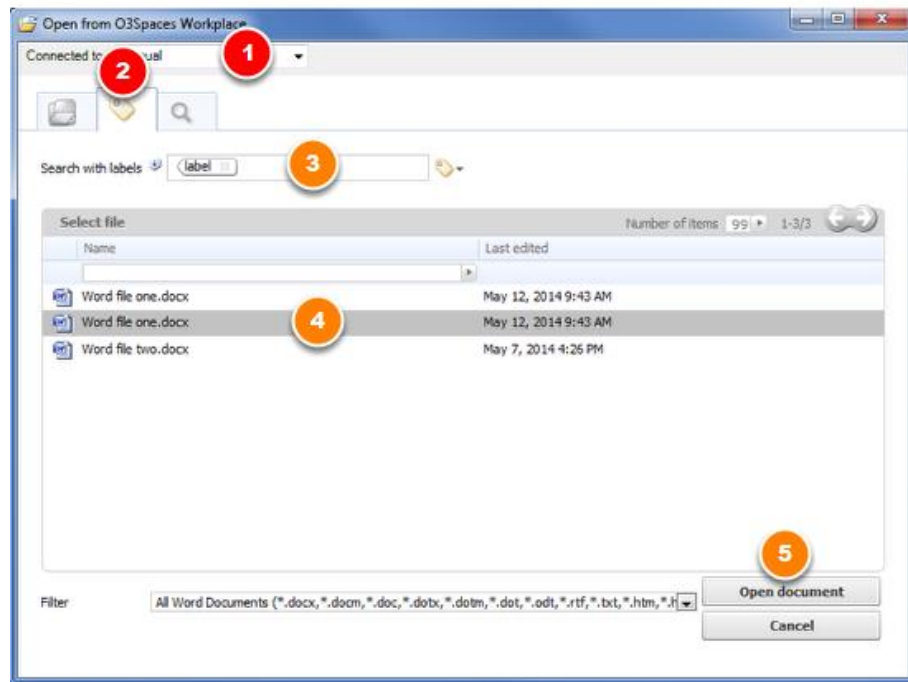 Open from O3Spaces Workplace
1
Connected to ual
2
Search with labels label 3
Select file Number of items 99 1-3/3
Name Last edited
Word file one.docx May 12, 2014 9:43 AM
Word file one.docx 4 May 12, 2014 9:43 AM
Word file two.docx May 7, 2014 4:26 PM
5
Filter All Word Documents (*.docx,*.docm,*.doc,*.dotx,*.dotm,*.dot,*.odt,*.rtf,*.txt,*.htm,*.h Open document
Cancel